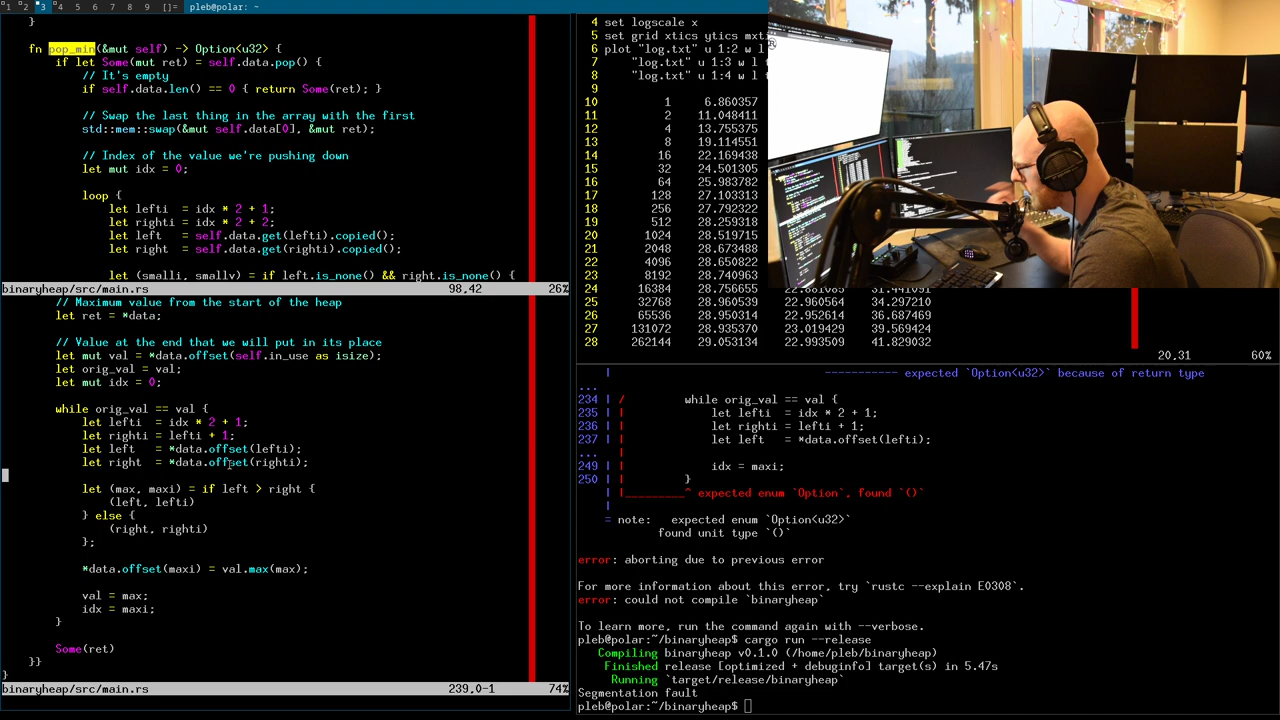 1 2 3 4 5 6 7 8 9 []= pleb@polar: ~
}
fn pop_min(&mut self) -> Option<u32> {
if let Some(mut ret) = self.data.pop() {
// It's empty
if self.data.len() == 0 { return Some(ret); }
// Swap the last thing in the array with the first
std::mem::swap(&mut self.data[0], &mut ret);
// Index of the value we're pushing down
let mut idx = 0;
loop {
let lefti  = idx * 2 + 1;
let righti = idx * 2 + 2;
let left   = self.data.get(lefti).copied();
let right  = self.data.get(righti).copied();
let (smalli, smallv) = if left.is_none() && right.is_none() {
binaryheap/src/main.rs 98,42 26%
// Maximum value from the start of the heap
let ret = *data;
// Value at the end that we will put in its place
let mut val = *data.offset(self.in_use as isize);
let orig_val = val;
let mut idx = 0;
while orig_val == val {
let lefti  = idx * 2 + 1;
let righti = lefti + 1;
let left   = *data.offset(lefti);
let right  = *data.offset(righti);
let (max, maxi) = if left > right {
(left, lefti)
} else {
(right, righti)
};
*data.offset(maxi) = val.max(max);
val = max;
idx = maxi;
}
Some(ret)
}}
}
binaryheap/src/main.rs 239,0-1 74%
4 set logscale x
5 set grid xtics ytics mxti
6 plot "log.txt" u 1:2 w l
7 "log.txt" u 1:3 w l t
8 "log.txt" u 1:4 w l t
9
10 1 6.860357
11 2 11.048411
12 4 13.755375
13 8 19.114551
14 16 22.169438
15 32 24.501305
16 64 25.983782
17 128 27.103313
18 256 27.792322
19 512 28.259318
20 1024 28.519715
21 2048 28.673488
22 4096 28.650822
23 8192 28.740963
24 16384 28.756655
25 32768 28.960539 22.960564 34.297210
26 65536 28.950314 22.952614 36.687469
27 131072 28.935370 23.019429 39.569424
28 262144 29.053134 22.993509 41.829032
20,31 60%
| ----------- expected `Option<u32>` because of return type
...
234 | / while orig_val == val {
235 | | let lefti  = idx * 2 + 1;
236 | | let righti = lefti + 1;
237 | | let left   = *data.offset(lefti);
... |
249 | | idx = maxi;
250 | | }
| |_________^ expected enum `Option`, found `()`
|
= note:   expected enum `Option<u32>`
found unit type `()`
error: aborting due to previous error
For more information about this error, try `rustc --explain E0308`.
error: could not compile `binaryheap`
To learn more, run the command again with --verbose.
pleb@polar:~/binaryheap$ cargo run --release
Compiling binaryheap v0.1.0 (/home/pleb/binaryheap)
Finished release [optimized + debuginfo] target(s) in 5.47s
Running `target/release/binaryheap`
Segmentation fault
pleb@polar:~/binaryheap$